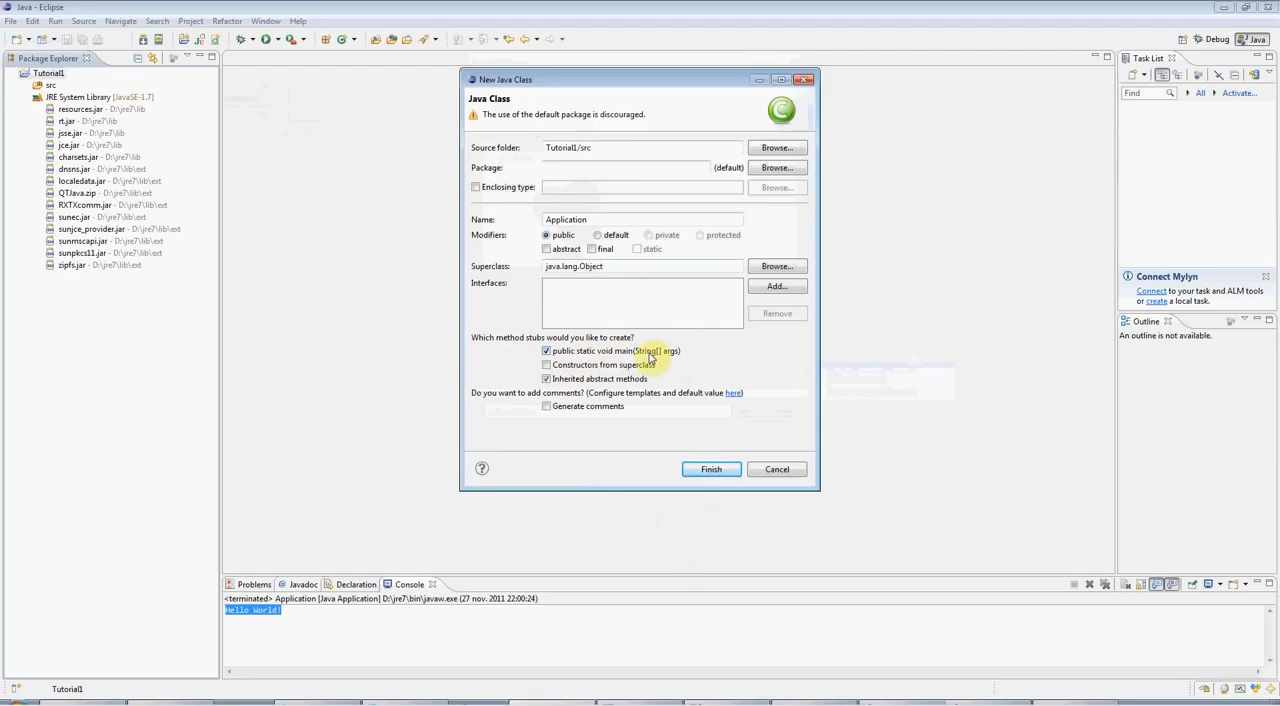 Java - Eclipse
File Edit Run Source Navigate Search Project Refactor Window Help
Debug Java
Package Explorer
Tutorial1
src
JRE System Library [JavaSE-1.7]
resources.jar - D:\jre7\lib
rt.jar - D:\jre7\lib
jsse.jar - D:\jre7\lib
jce.jar - D:\jre7\lib
charsets.jar - D:\jre7\lib
dnsns.jar - D:\jre7\lib\ext
localedata.jar - D:\jre7\lib\ext
QTJava.zip - D:\jre7\lib\ext
RXTXcomm.jar - D:\jre7\lib\ext
sunec.jar - D:\jre7\lib\ext
sunjce_provider.jar - D:\jre7\lib\ext
sunmscapi.jar - D:\jre7\lib\ext
sunpkcs11.jar - D:\jre7\lib\ext
zipfs.jar - D:\jre7\lib\ext
New Java Class
Java Class
The use of the default package is discouraged.
Source folder: Tutorial1/src Browse...
Package: (default) Browse...
Enclosing type: Browse...
Name: Application
Modifiers: public default private protected
abstract final static
Superclass: java.lang.Object Browse...
Interfaces: Add...
Remove
Which method stubs would you like to create?
public static void main(String[] args)
Constructors from superclass
Inherited abstract methods
Do you want to add comments? (Configure templates and default value here)
Generate comments
? Finish Cancel
Task List
Find All Activate...
Connect Mylyn
Connect to your task and ALM tools
or create a local task.
Outline
An outline is not available.
Problems @ Javadoc Declaration Console
<terminated> Application [Java Application] D:\jre7\bin\javaw.exe (27 nov. 2011 22:00:24)
Hello World!
Tutorial1